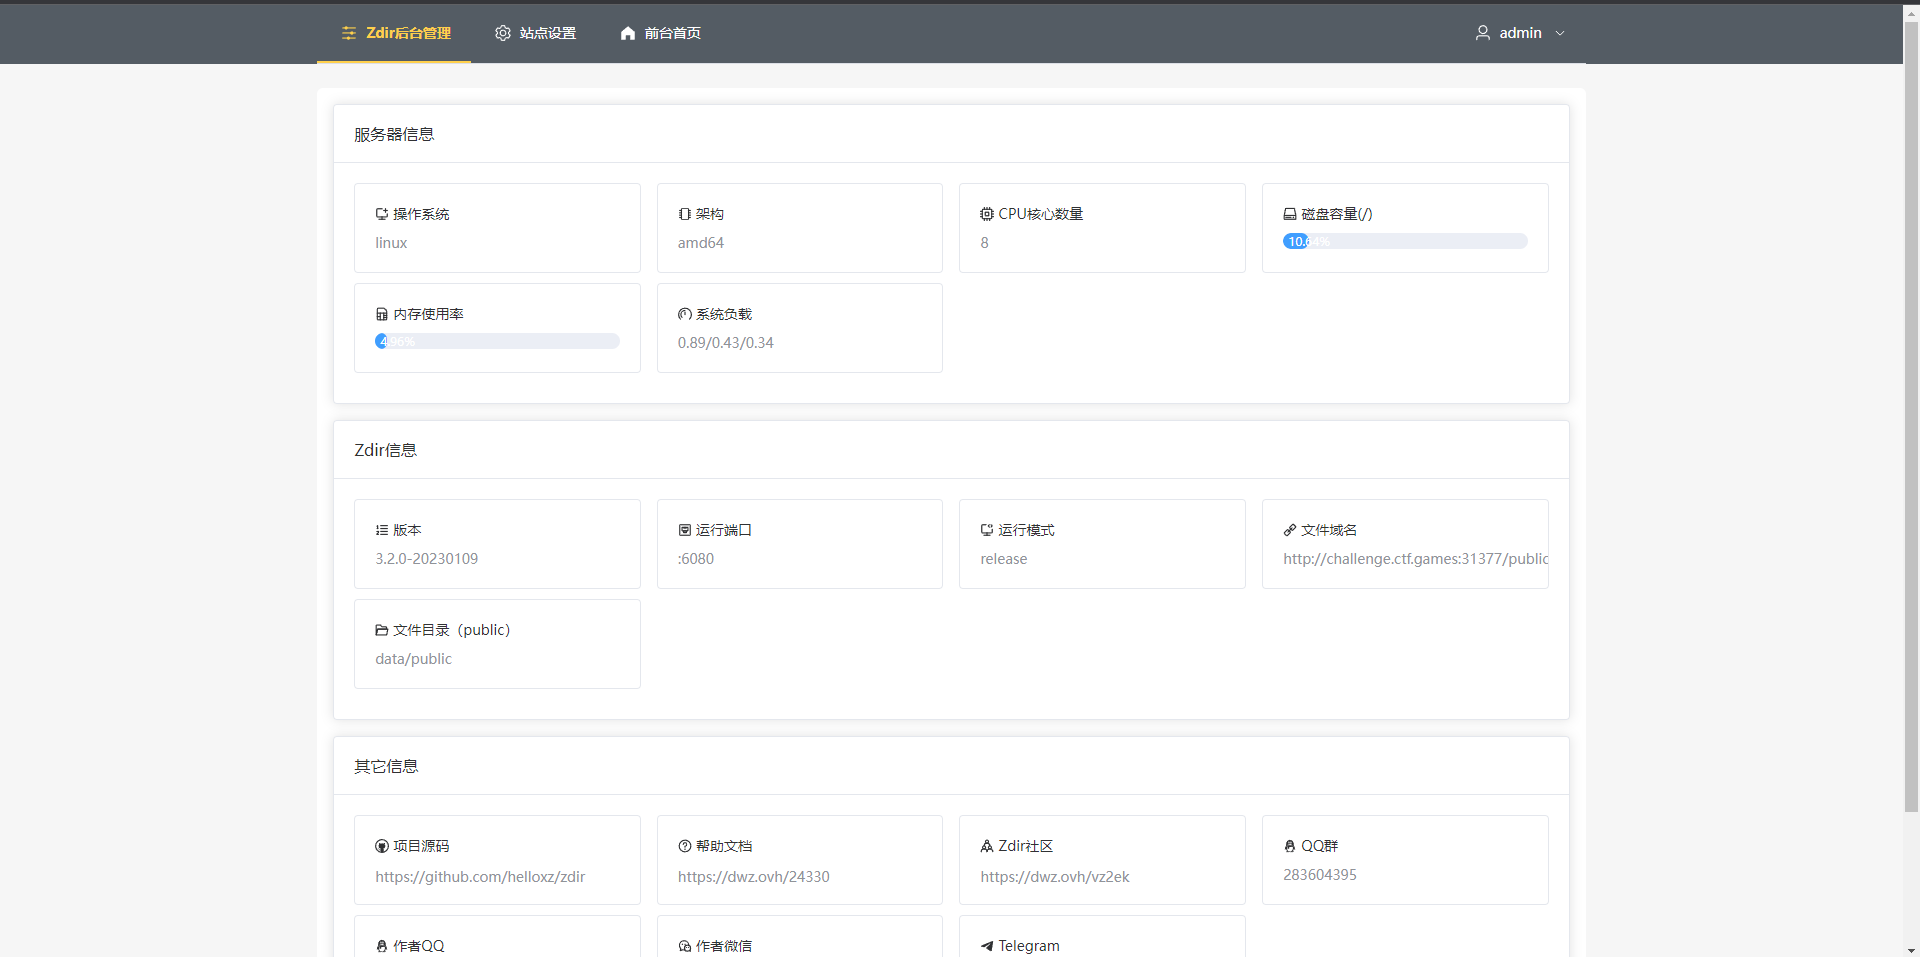 Zdir后台管理 站点设置 前台首页 admin
服务器信息
操作系统 架构 CPU核心数量 磁盘容量(/)
linux amd64 8 10.64%
内存使用率 系统负载
4.96% 0.89/0.43/0.34
Zdir信息
版本 运行端口 运行模式 文件域名
3.2.0-20230109 :6080 release http://challenge.ctf.games:31377/public
文件目录（public）
data/public
其它信息
项目源码 帮助文档 Zdir社区 QQ群
https://github.com/helloxz/zdir https://dwz.ovh/24330 https://dwz.ovh/vz2ek 283604395
作者QQ 作者微信 Telegram